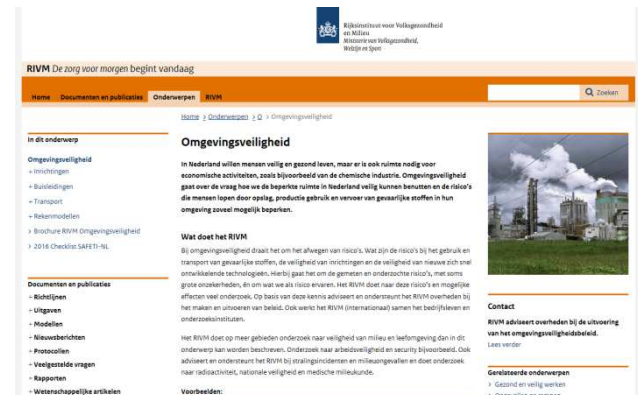 Rijksinstituut voor Volksgezondheid
en Milieu
Ministerie van Volksgezondheid,
Welzijn en Sport
RIVM De zorg voor morgen begint vandaag
Home Documenten en publicaties Onderwerpen RIVM
Zoeken
Home > Onderwerpen > O > Omgevingsveiligheid
In dit onderwerp
Omgevingsveiligheid
Inrichtingen
Buisleidingen
Transport
Rekenmodellen
> Brochure RIVM Omgevingsveiligheid
> 2016 Checklist SAFETI-NL
Documenten en publicaties
Richtlijnen
Uitgaven
Modellen
Nieuwsberichten
Protocollen
Veelgestelde vragen
Rapporten
Wetenschappelijke artikelen
Omgevingsveiligheid
In Nederland willen mensen veilig en gezond leven, maar er is ook ruimte nodig voor
economische activiteiten, zoals bijvoorbeeld van de chemische industrie. Omgevingsveiligheid
gaat over de vraag hoe we de beperkte ruimte in Nederland veilig kunnen benutten en de risico's
die mensen lopen door opslag, productie gebruik en vervoer van gevaarlijke stoffen in hun
omgeving zoveel mogelijk beperken.
Wat doet het RIVM
Bij omgevingsveiligheid draait het om het afwegen van risico's. Wat zijn de risico's bij het gebruik en
transport van gevaarlijke stoffen, de veiligheid van inrichtingen en de veiligheid van nieuwe zich snel
ontwikkelende technologieën. Hierbij gaat het om de gemeten en onderzochte risico's, met soms
grote onzekerheden, én om wat we als risico ervaren. Het RIVM doet naar deze risico's en mogelijke
effecten veel onderzoek. Op basis van deze kennis adviseert en ondersteunt het RIVM overheden bij
het maken en uitvoeren van beleid. Ook werkt het RIVM (internationaal) samen met bedrijfsleven en
onderzoeksinstituten.
Het RIVM doet op meer gebieden onderzoek naar veiligheid van milieu en leefomgeving dan in dit
onderwerp kan worden beschreven. Onderzoek naar arbeidsveiligheid en security bijvoorbeeld. Ook
adviseert en ondersteunt het RIVM bij stralingsincidenten en milieuongevallen en doet onderzoek
naar radioactiviteit, nationale veiligheid en medische milieukunde.
Voorbeelden:
Contact
RIVM adviseert overheden bij de uitvoering
van het omgevingsveiligheidsbeleid.
Lees verder
Gerelateerde onderwerpen
> Gezond en veilig werken